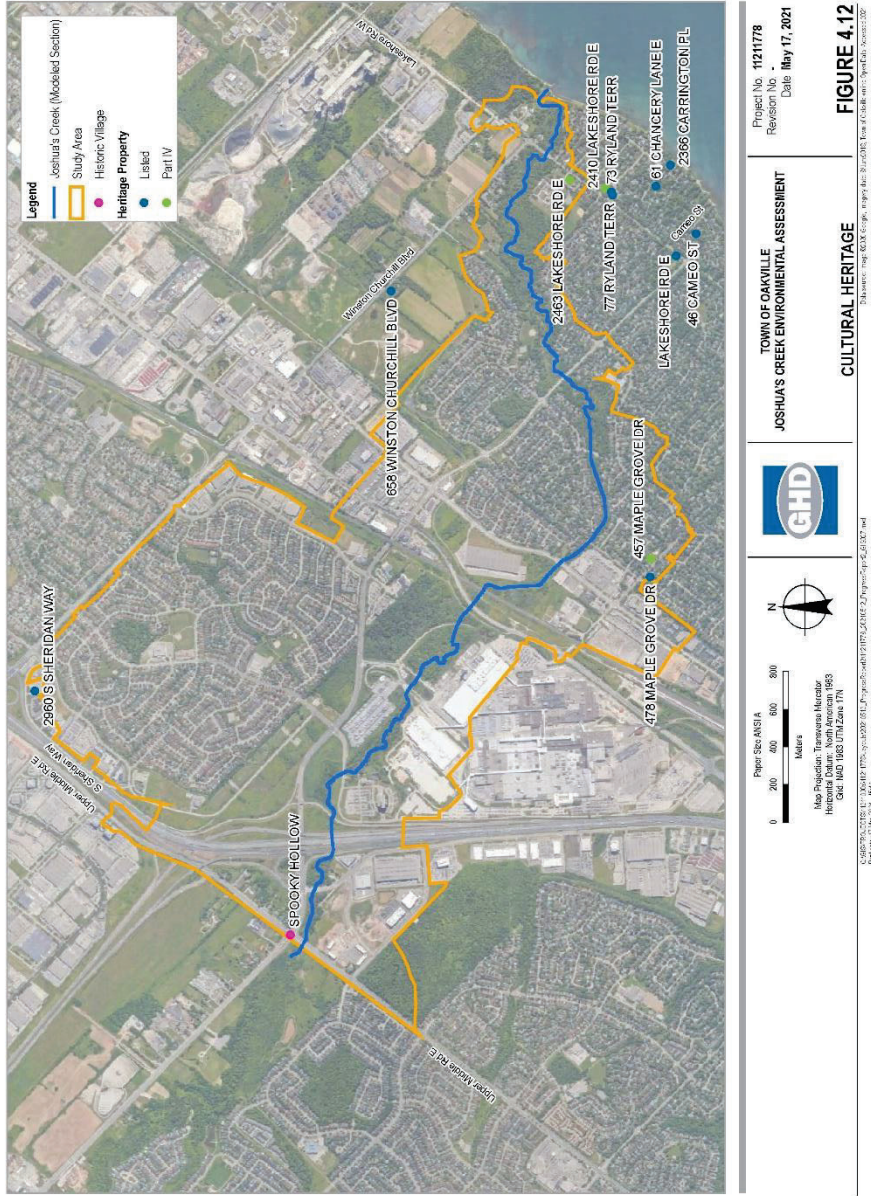 Legend
Joshua's Creek (Modeled Section)
Study Area
Historic Village
Heritage Property
Listed
Part IV
Lakeshore Rd W
Winston Churchill Blvd
658 WINSTON CHURCHILL BLVD
2960 S SHERIDAN WAY
S Sheridan Way
Upper Middle Rd E
SPOOKY HOLLOW
Upper Middle Rd E
2463 LAKESHORE RD E
2410 LAKESHORE RD E
73 RYLAND TERR
77 RYLAND TERR
61 CHANCERY LANE E
2366 CARRINGTON PL
Cameo St
LAKESHORE RD E
46 CAMEO ST
457 MAPLE GROVE DR
478 MAPLE GROVE DR
Paper Size ANSI A
0 200 400 600 800
Meters
Map Projection: Transverse Mercator
Horizontal Datum: North American 1983
Grid: NAD 1983 UTM Zone 17N
N
GHD
TOWN OF OAKVILLE
JOSHUA'S CREEK ENVIRONMENTAL ASSESSMENT
CULTURAL HERITAGE
Project No. 11211778
Revision No. -
Date May 17, 2021
FIGURE 4.12